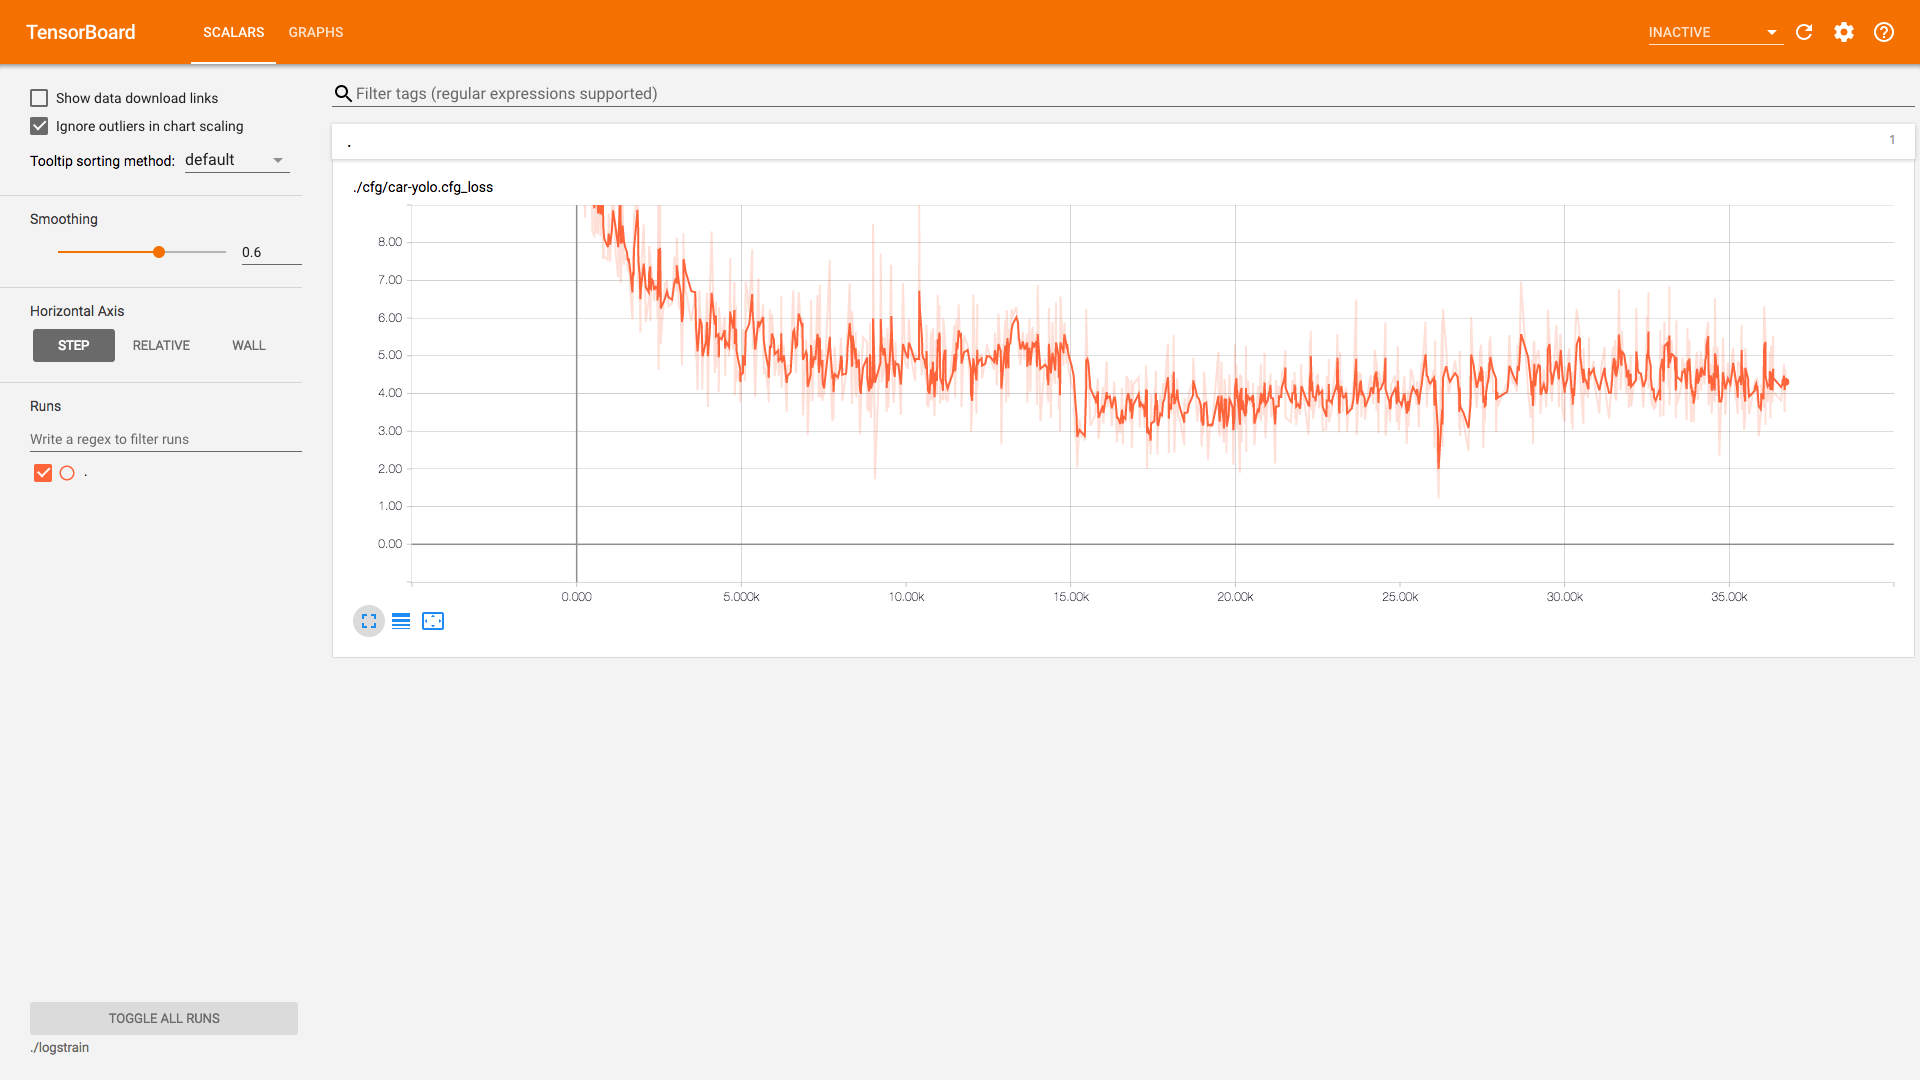 TensorBoard
SCALARS
GRAPHS
INACTIVE
Show data download links
Ignore outliers in chart scaling
Tooltip sorting method: default
Smoothing
0.6
Horizontal Axis
STEP
RELATIVE
WALL
Runs
Write a regex to filter runs
.
TOGGLE ALL RUNS
./logstrain
Filter tags (regular expressions supported)
.
1
./cfg/car-yolo.cfg_loss
8.00
7.00
6.00
5.00
4.00
3.00
2.00
1.00
0.00
0.000 5.000k 10.00k 15.00k 20.00k 25.00k 30.00k 35.00k